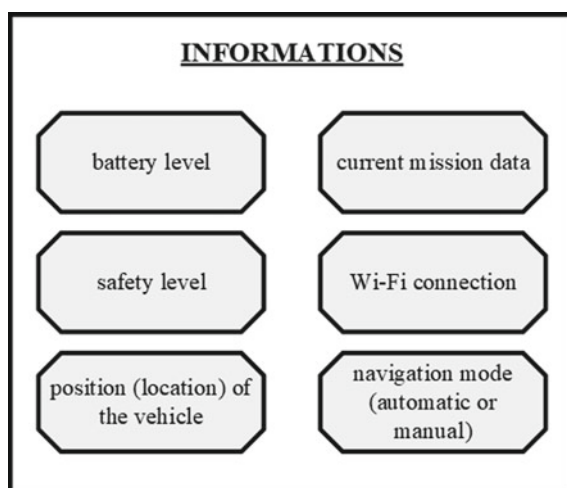 INFORMATIONS
battery level
current mission data
safety level
Wi-Fi connection
position (location) of
the vehicle
navigation mode
(automatic or
manual)